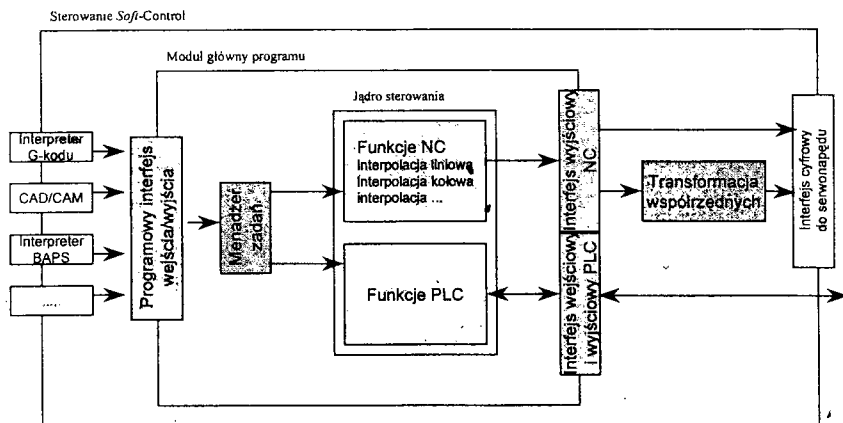 Sterowanie Soft-Control
Moduł główny programu
Jądro sterowania
Interpreter
G-kodu
CAD/CAM
Interpreter
BAPS
.....
Programowy interfejs
wejścia/wyjścia
Menadżer
zadań
Funkcje NC
Interpolacja liniowa
Interpolacja kołowa
interpolacja ...
Funkcje PLC
Interfejs wyjściowy
NC
Interfejs wejściowy
i wyjściowy PLC
Transformacja
współrzędnych
Interfejs cyfrowy
do serwonapędu